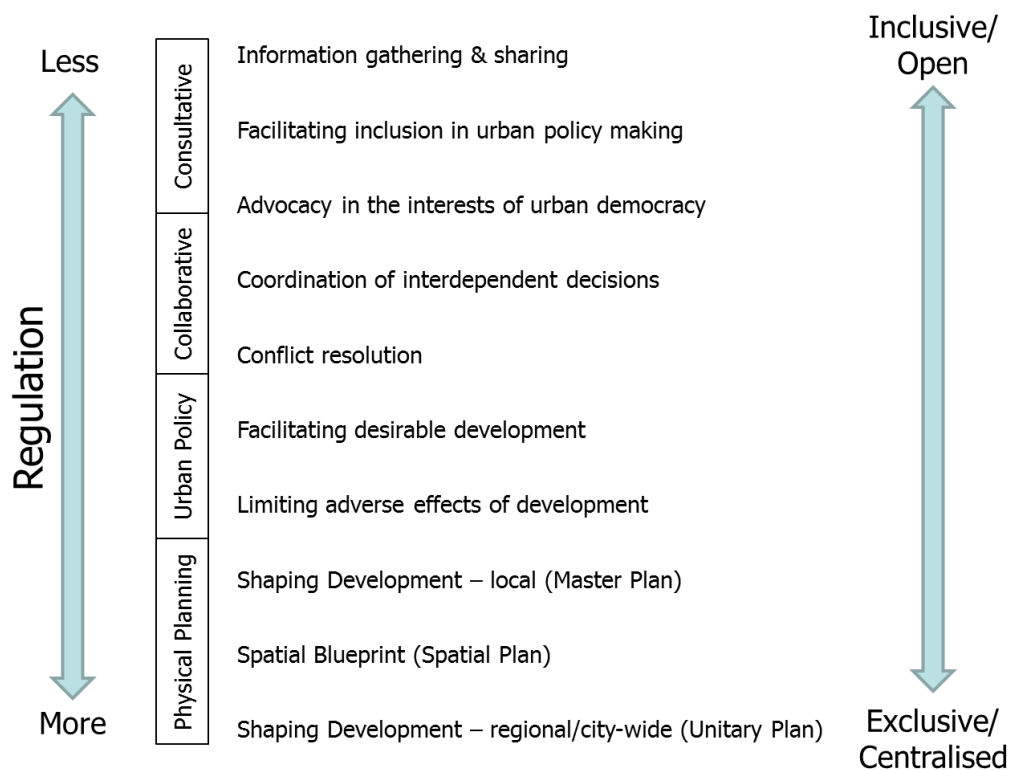 Less
Regulation
More
Consultative
Collaborative
Urban Policy
Physical Planning
Information gathering & sharing
Facilitating inclusion in urban policy making
Advocacy in the interests of urban democracy
Coordination of interdependent decisions
Conflict resolution
Facilitating desirable development
Limiting adverse effects of development
Shaping Development – local (Master Plan)
Spatial Blueprint (Spatial Plan)
Shaping Development – regional/city-wide (Unitary Plan)
Inclusive/
Open
Exclusive/
Centralised